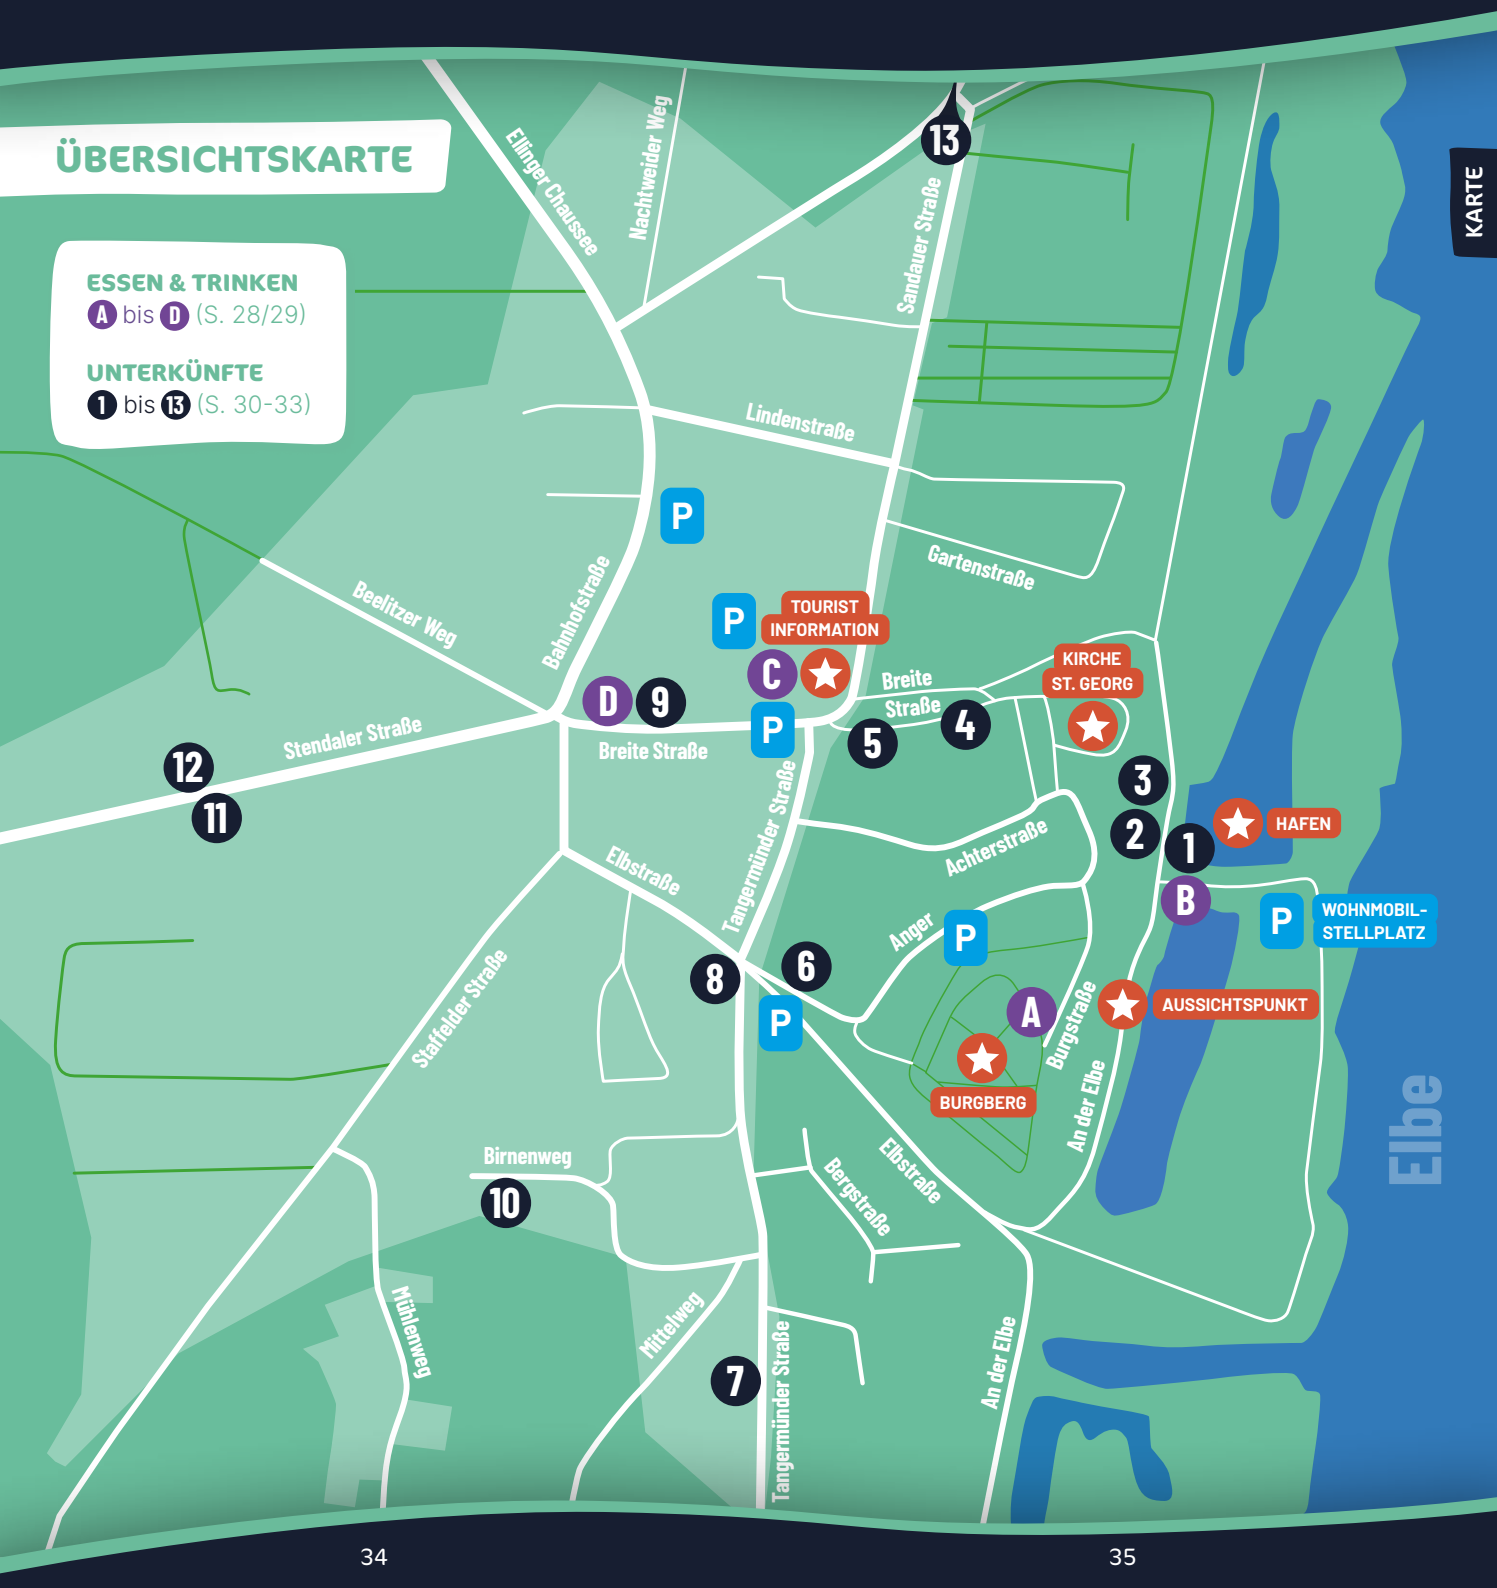 ÜBERSICHTSKARTE
KARTE
ESSEN & TRINKEN
A bis D (S. 28/29)
UNTERKÜNFTE
1 bis 13 (S. 30-33)
Ellinger Chaussee
Nachtweider Weg
13
Sandauer Straße
Lindenstraße
P
Gartenstraße
Beelitzer Weg
Bahnhofstraße
P
TOURIST
INFORMATION
C
D
9
P
Breite Straße
Breite
Straße
5
4
KIRCHE
ST. GEORG
Stendaler Straße
12
11
3
2
1
HAFEN
B
P
WOHNMOBIL-
STELLPLATZ
Tangermünder Straße
Achterstraße
Elbstraße
Anger
P
8
6
P
A
Burgstraße
AUSSICHTSPUNKT
BURGBERG
An der Elbe
Elbe
Staffelder Straße
Birnenweg
10
Bergstraße
Elbstraße
Mühlenweg
Mittelweg
7
Tangermünder Straße
An der Elbe
34
35